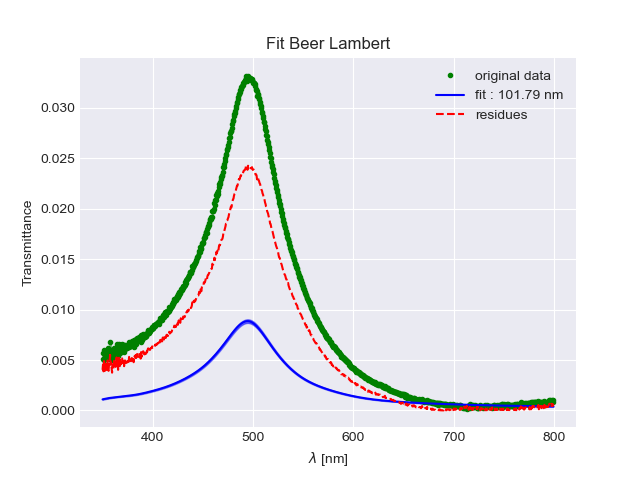 Fit Beer Lambert
original data
fit : 101.79 nm
residues
Transmittance
0.030
0.025
0.020
0.015
0.010
0.005
0.000
400
500
600
700
800
λ [nm]